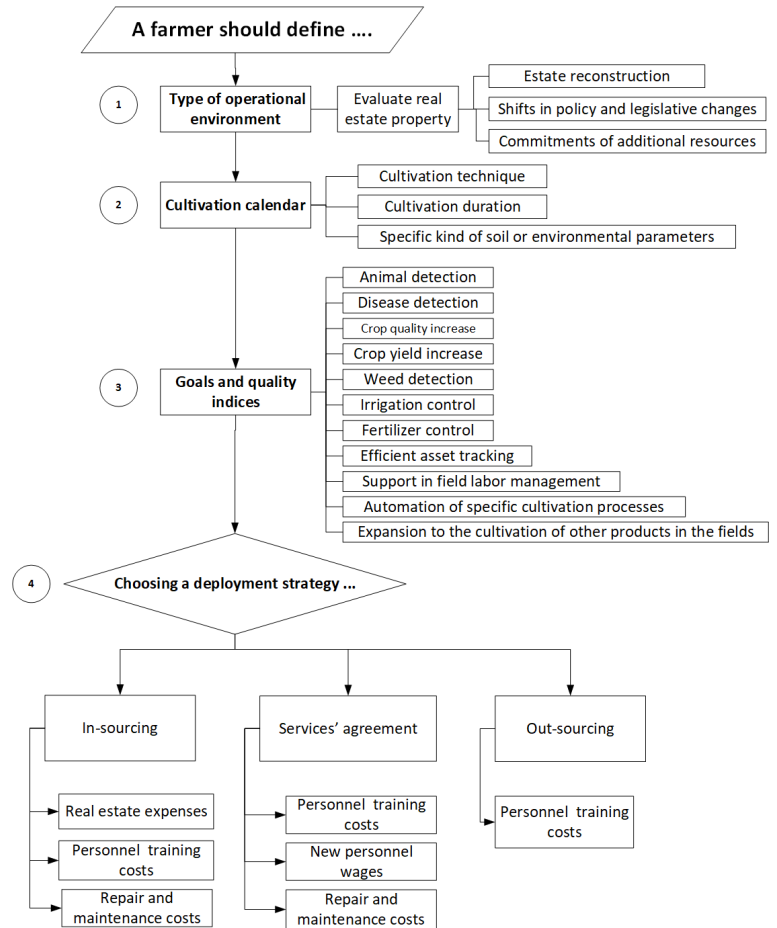 A farmer should define ....
1
Type of operational
environment
Evaluate real
estate property
Estate reconstruction
Shifts in policy and legislative changes
Commitments of additional resources
2
Cultivation calendar
Cultivation technique
Cultivation duration
Specific kind of soil or environmental parameters
3
Goals and quality
indices
Animal detection
Disease detection
Crop quality increase
Crop yield increase
Weed detection
Irrigation control
Fertilizer control
Efficient asset tracking
Support in field labor management
Automation of specific cultivation processes
Expansion to the cultivation of other products in the fields
4
Choosing a deployment strategy ...
In-sourcing
Real estate expenses
Personnel training
costs
Repair and
maintenance costs
Services’ agreement
Personnel training
costs
New personnel
wages
Repair and
maintenance costs
Out-sourcing
Personnel training
costs